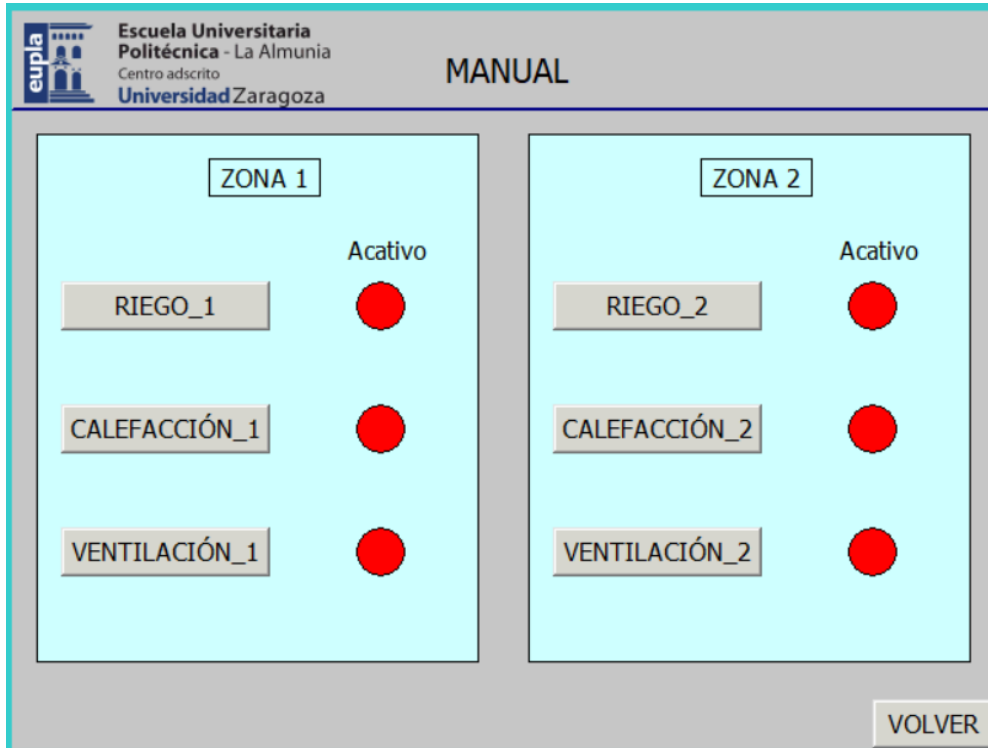 eupla
Escuela Universitaria
Politécnica - La Almunia
Centro adscrito
Universidad Zaragoza
MANUAL
ZONA 1
Acativo
RIEGO_1
CALEFACCIÓN_1
VENTILACIÓN_1
ZONA 2
Acativo
RIEGO_2
CALEFACCIÓN_2
VENTILACIÓN_2
VOLVER